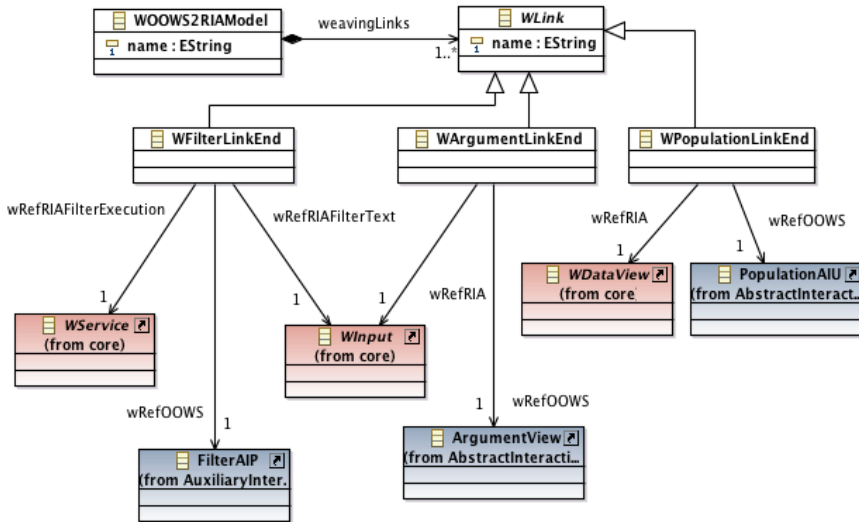 WOOWS2RIAModel
name : EString
weavingLinks
1..*
WLink
name : EString
WFilterLinkEnd
WArgumentLinkEnd
WPopulationLinkEnd
wRefRIAFilterExecution
wRefRIAFilterText
wRefRIA
wRefOOWS
1
1
WDataView
(from core)
PopulationAIU
(from AbstractInteract...
wRefRIA
1
1
1
WService
(from core)
WInput
(from core)
wRefOOWS
1
1
wRefOOWS
FilterAIP
(from AuxiliaryInter.
ArgumentView
(from AbstractInteracti...